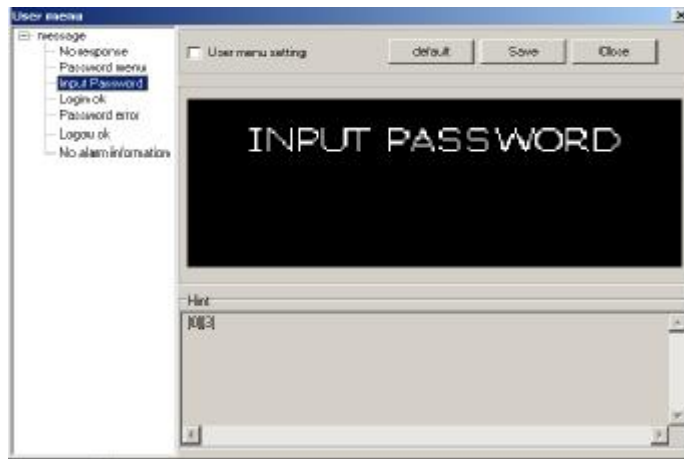 User menu
message
No response
Password menu
Input Password
Login ok
Password error
Logou ok
No alarm information
User menu setting
default
Save
Close
INPUT PASSWORD
Hint